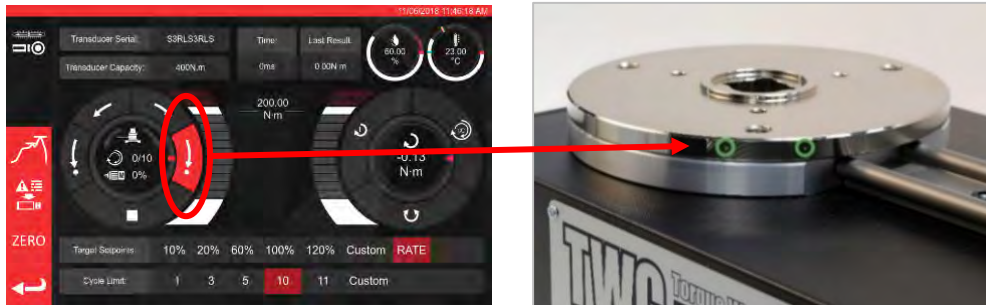 11/06/2018 11:46:18 AM
Transducer Serial: S3RLS3RLS Time: Last Result
60.00 %
23.00 °C
Transducer Capacity: 400N.m 0ms 0.00N m
200.00
N·m
0/10
0%
-0.13
N·m
ZERO
Target Setpoints: 10% 20% 60% 100% 120% Custom RATE
Cycle Limit: 1 3 5 10 11 Custom
TWC
Torque W